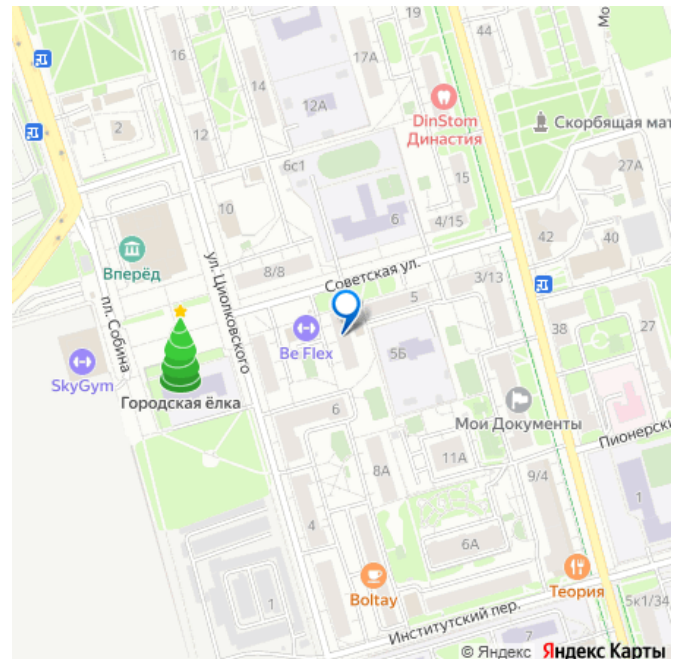 19
44
Мо
16
17А
14
DinStom
Династия
12А
2
12
Скорбящая мат
27А
6с1
15
10
6
4/15
42
40
Вперёд
ул. Циолковского
8/8
Советская ул.
3/13
пл. Собина
5
Be Flex
38
27
5Б
SkyGym
Городская ёлка
6
Мои Документы
Пионерски
11А
8А
9/4
1
4
6А
1
Boltay
Теория
5к1/34
Институтский пер.
7
© Яндекс Яндекс Карты